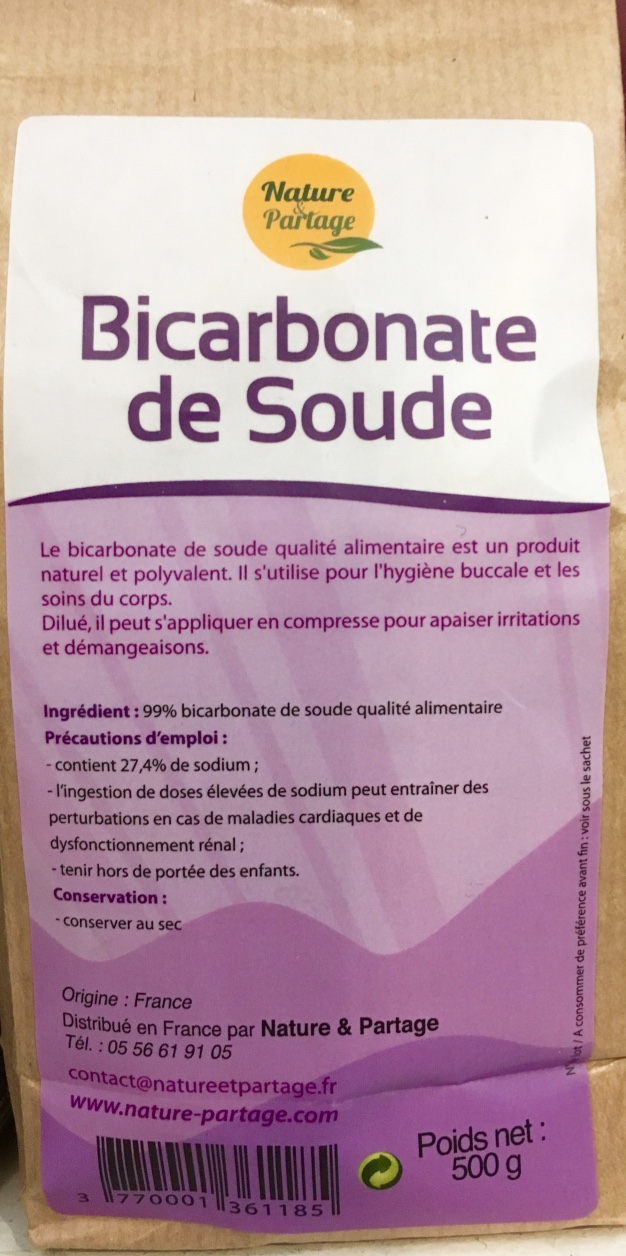 Nature
&
Partage
Bicarbonate
de Soude
Le bicarbonate de soude qualité alimentaire est un produit
naturel et polyvalent. Il s'utilise pour l'hygiène buccale et les
soins du corps.
Dilué, il peut s'appliquer en compresse pour apaiser irritations
et démangeaisons.
Ingrédient : 99% bicarbonate de soude qualité alimentaire
Précautions d'emploi :
- contient 27,4% de sodium ;
- l'ingestion de doses élevées de sodium peut entraîner des
perturbations en cas de maladies cardiaques et de
dysfonctionnement rénal ;
- tenir hors de portée des enfants.
Conservation :
- conserver au sec
Origine : France
Distribué en France par Nature & Partage
Tél. : 05 56 61 91 05
contact@natureetpartage.fr
www.nature-partage.com
3 770001 361185
Poids net :
500 g
/ A consommer de préférence avant fin : voir sous le sachet